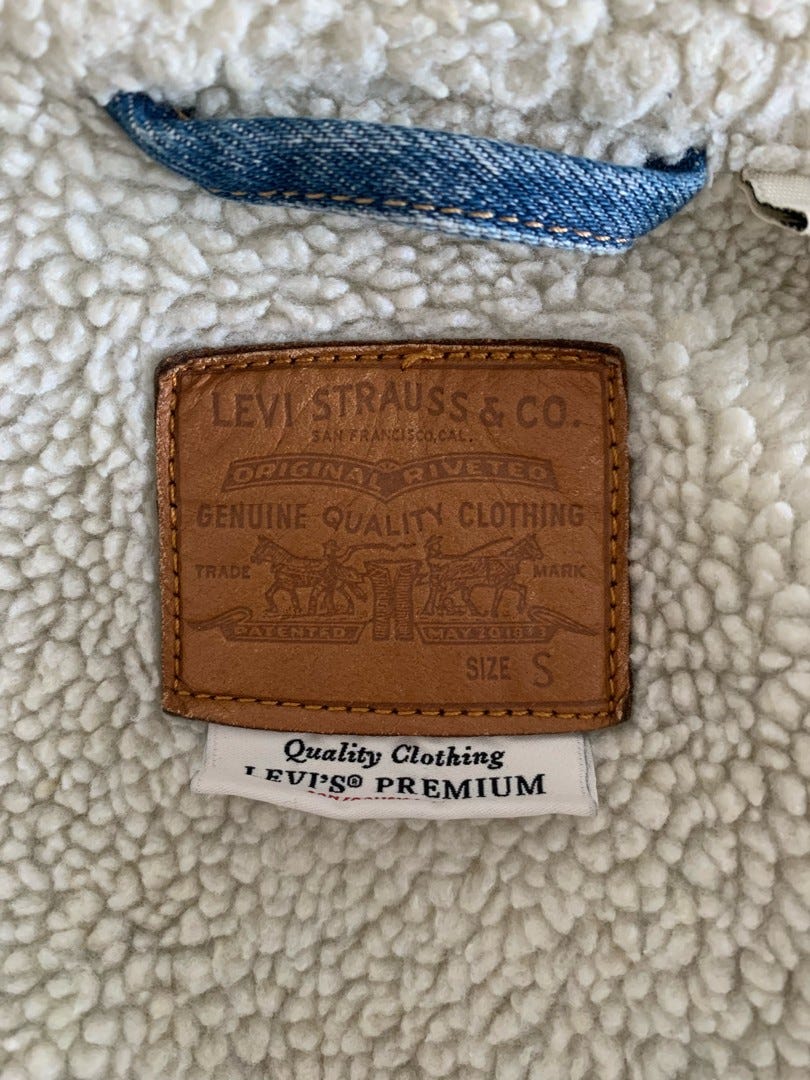 LEVI STRAUSS & CO.
SAN FRANCISCO, CAL.
ORIGINAL RIVETED
GENUINE QUALITY CLOTHING
TRADE MARK
PATENTED MAY 20 1873
SIZE S
Quality Clothing
LEVI'S® PREMIUM